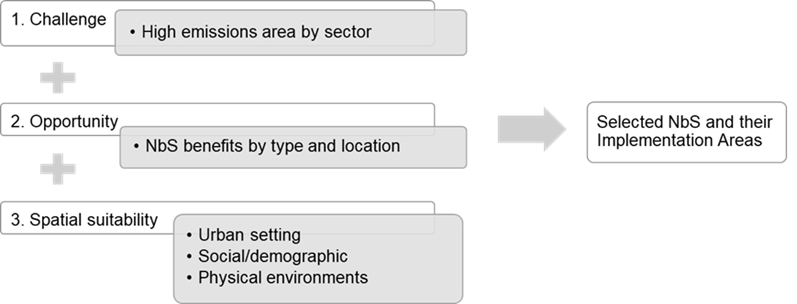 1. Challenge
• High emissions area by sector
2. Opportunity
• NbS benefits by type and location
3. Spatial suitability
• Urban setting
• Social/demographic
• Physical environments
Selected NbS and their
Implementation Areas